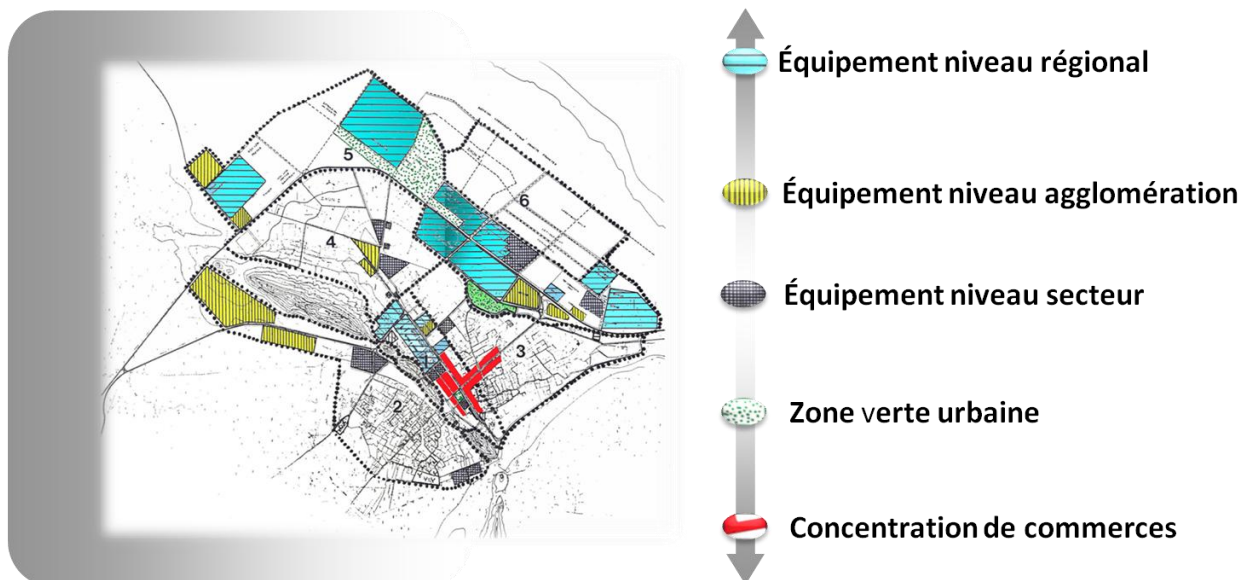 Équipement niveau régional
Équipement niveau agglomération
Équipement niveau secteur
Zone verte urbaine
Concentration de commerces
5
6
4
3
1
2